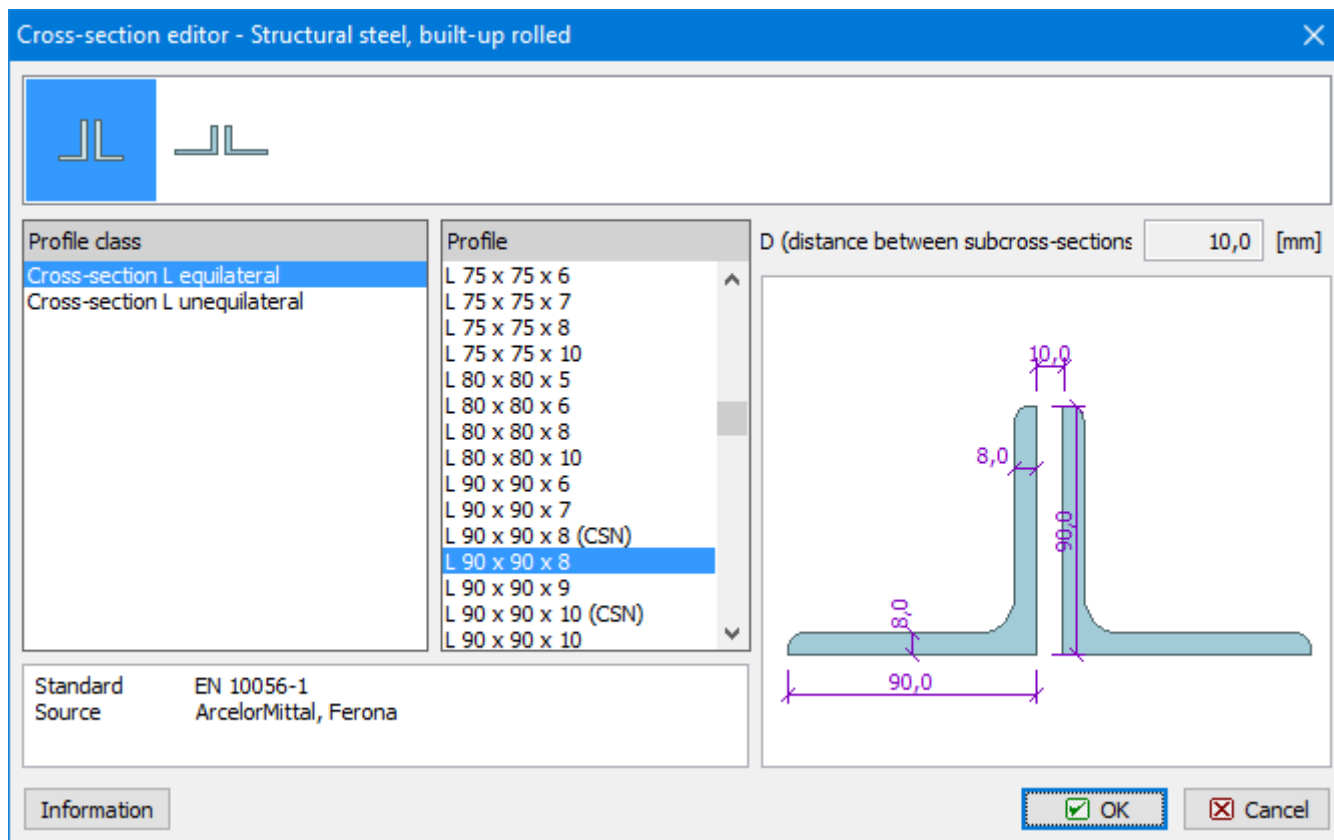 Cross-section editor - Structural steel, built-up rolled
Profile class
Cross-section L equilateral
Cross-section L unequilateral
Profile
L 75 x 75 x 6
L 75 x 75 x 7
L 75 x 75 x 8
L 75 x 75 x 10
L 80 x 80 x 5
L 80 x 80 x 6
L 80 x 80 x 8
L 80 x 80 x 10
L 90 x 90 x 6
L 90 x 90 x 7
L 90 x 90 x 8 (CSN)
L 90 x 90 x 8
L 90 x 90 x 9
L 90 x 90 x 10 (CSN)
L 90 x 90 x 10
D (distance between subcross-sections 10,0 [mm]
10,0
8,0
90,0
8,0
90,0
Standard EN 10056-1
Source ArcelorMittal, Ferona
Information
OK
Cancel